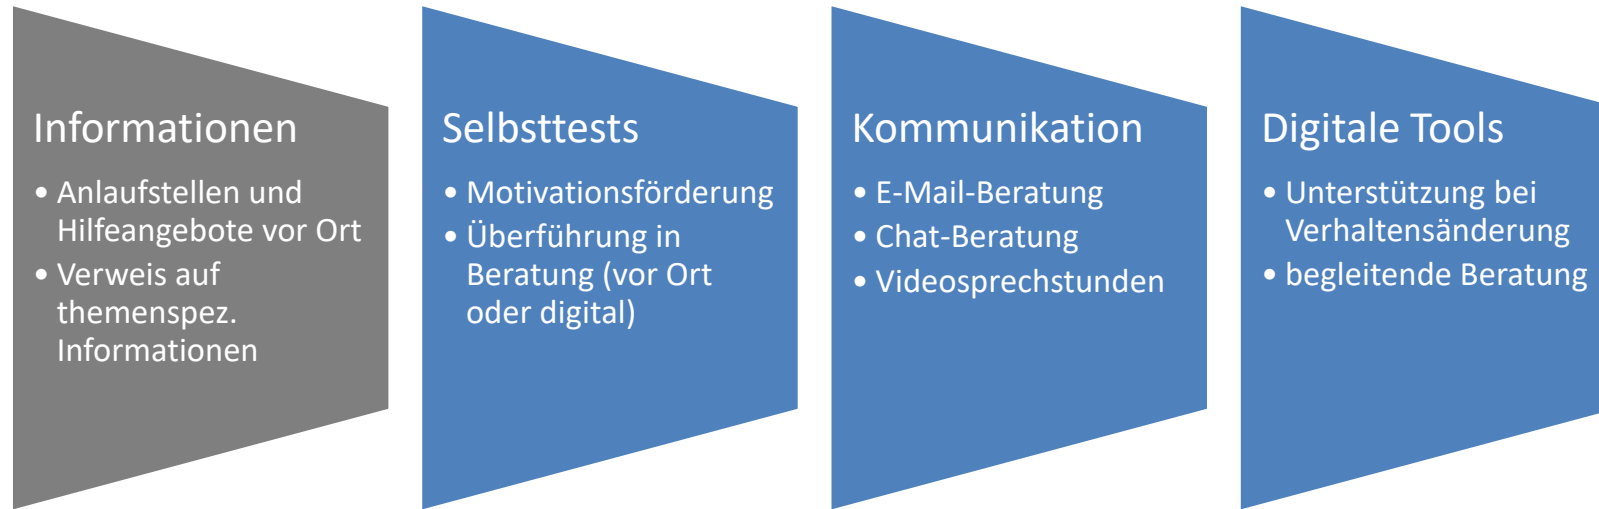 Informationen
• Anlaufstellen und
Hilfeangebote vor Ort
• Verweis auf
themenspez.
Informationen
Selbsttests
• Motivationsförderung
• Überführung in
Beratung (vor Ort
oder digital)
Kommunikation
• E-Mail-Beratung
• Chat-Beratung
• Videosprechstunden
Digitale Tools
• Unterstützung bei
Verhaltensänderung
• begleitende Beratung